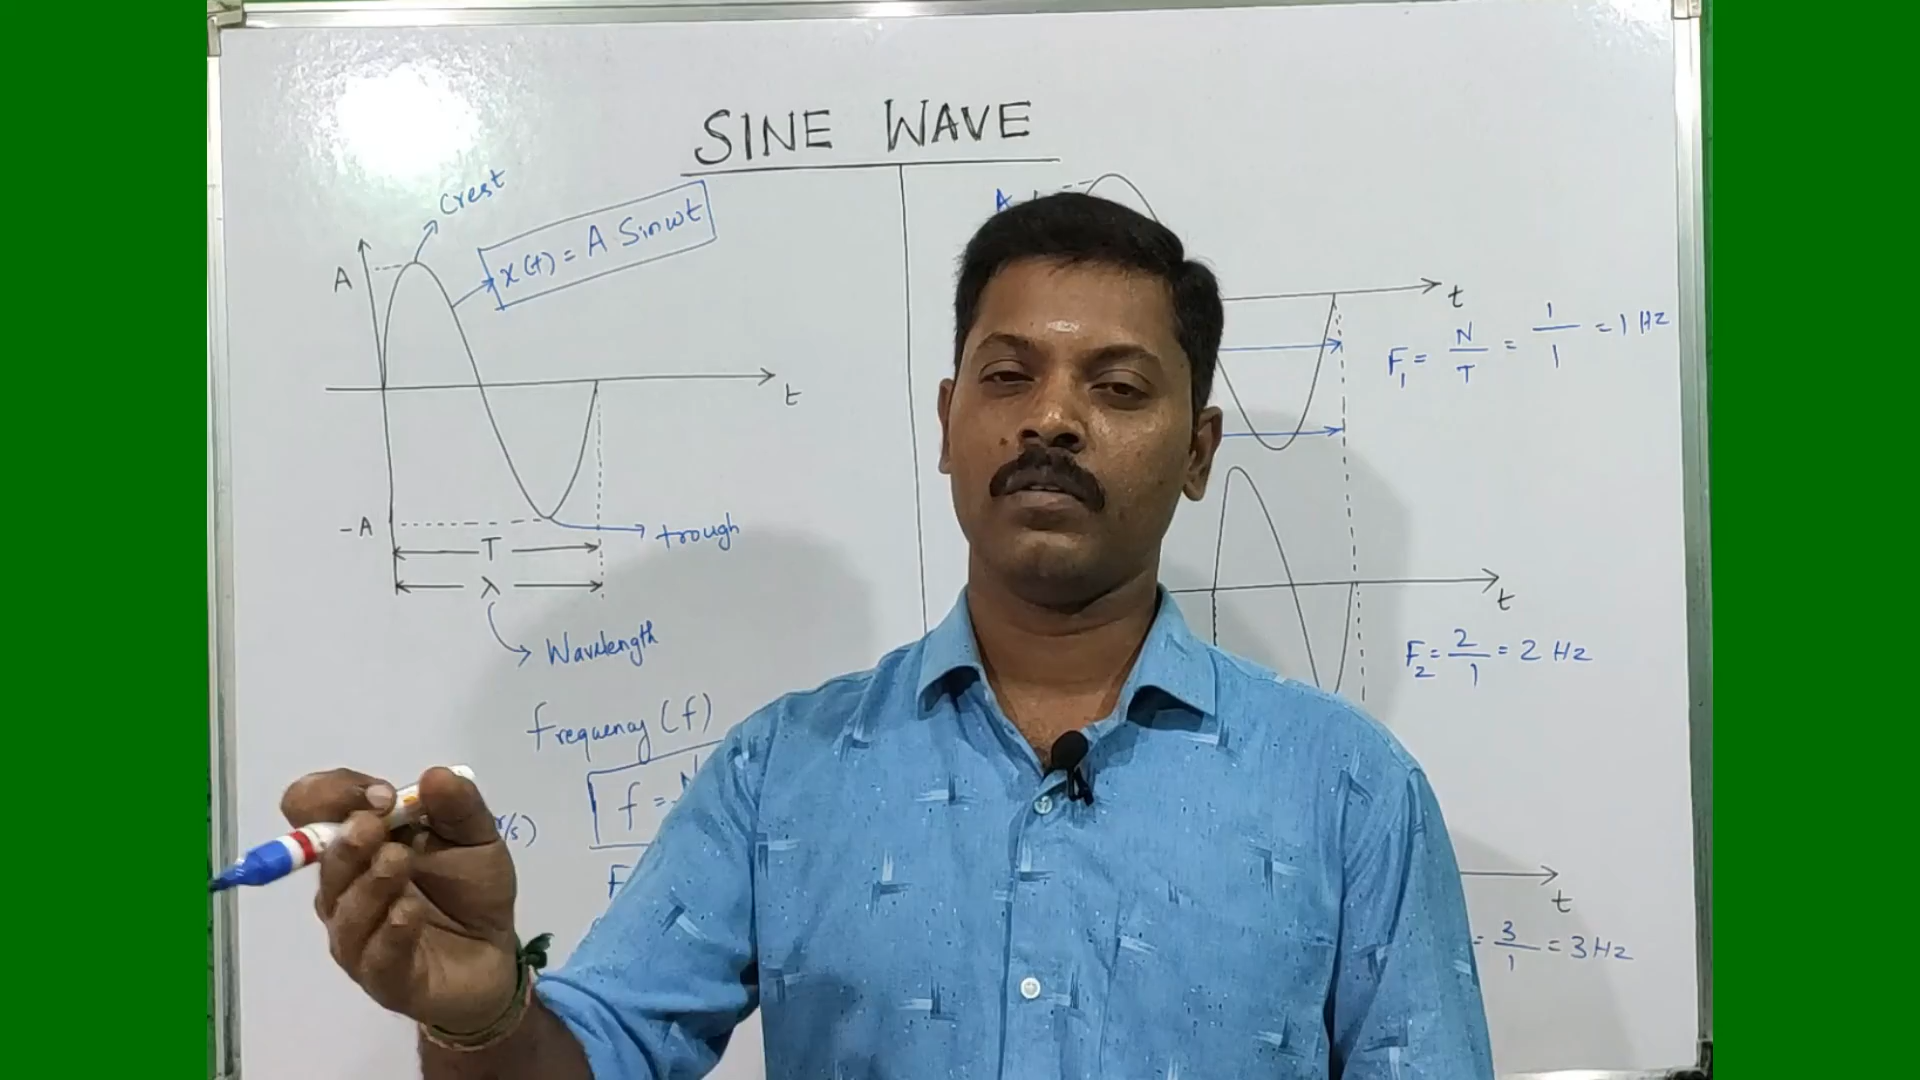 SINE WAVE
Crest
x(t) = A Sinωt
A
t
-A
trough
T
λ
Wavelength
frequency (f)
f =
F
A
t
F₁ = N/T = 1/1 = 1 Hz
t
F₂ = 2/1 = 2 Hz
t
= 3/1 = 3 Hz